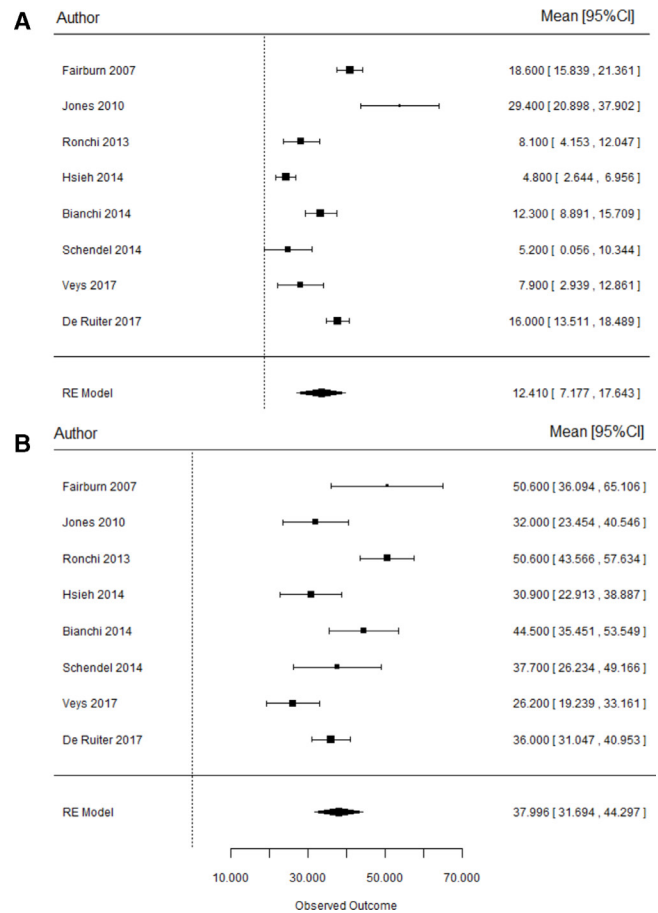 A
Author Mean [95%CI]
Fairburn 2007 18.600 [ 15.839 , 21.361 ]
Jones 2010 29.400 [ 20.898 , 37.902 ]
Ronchi 2013 8.100 [ 4.153 , 12.047 ]
Hsieh 2014 4.800 [ 2.644 , 6.956 ]
Bianchi 2014 12.300 [ 8.891 , 15.709 ]
Schendel 2014 5.200 [ 0.056 , 10.344 ]
Veys 2017 7.900 [ 2.939 , 12.861 ]
De Ruiter 2017 16.000 [ 13.511 , 18.489 ]
RE Model 12.410 [ 7.177 , 17.643 ]
B
Author Mean [95%CI]
Fairburn 2007 50.600 [ 36.094 , 65.106 ]
Jones 2010 32.000 [ 23.454 , 40.546 ]
Ronchi 2013 50.600 [ 43.566 , 57.634 ]
Hsieh 2014 30.900 [ 22.913 , 38.887 ]
Bianchi 2014 44.500 [ 35.451 , 53.549 ]
Schendel 2014 37.700 [ 26.234 , 49.166 ]
Veys 2017 26.200 [ 19.239 , 33.161 ]
De Ruiter 2017 36.000 [ 31.047 , 40.953 ]
RE Model 37.996 [ 31.694 , 44.297 ]
10.000 30.000 50.000 70.000
Observed Outcome